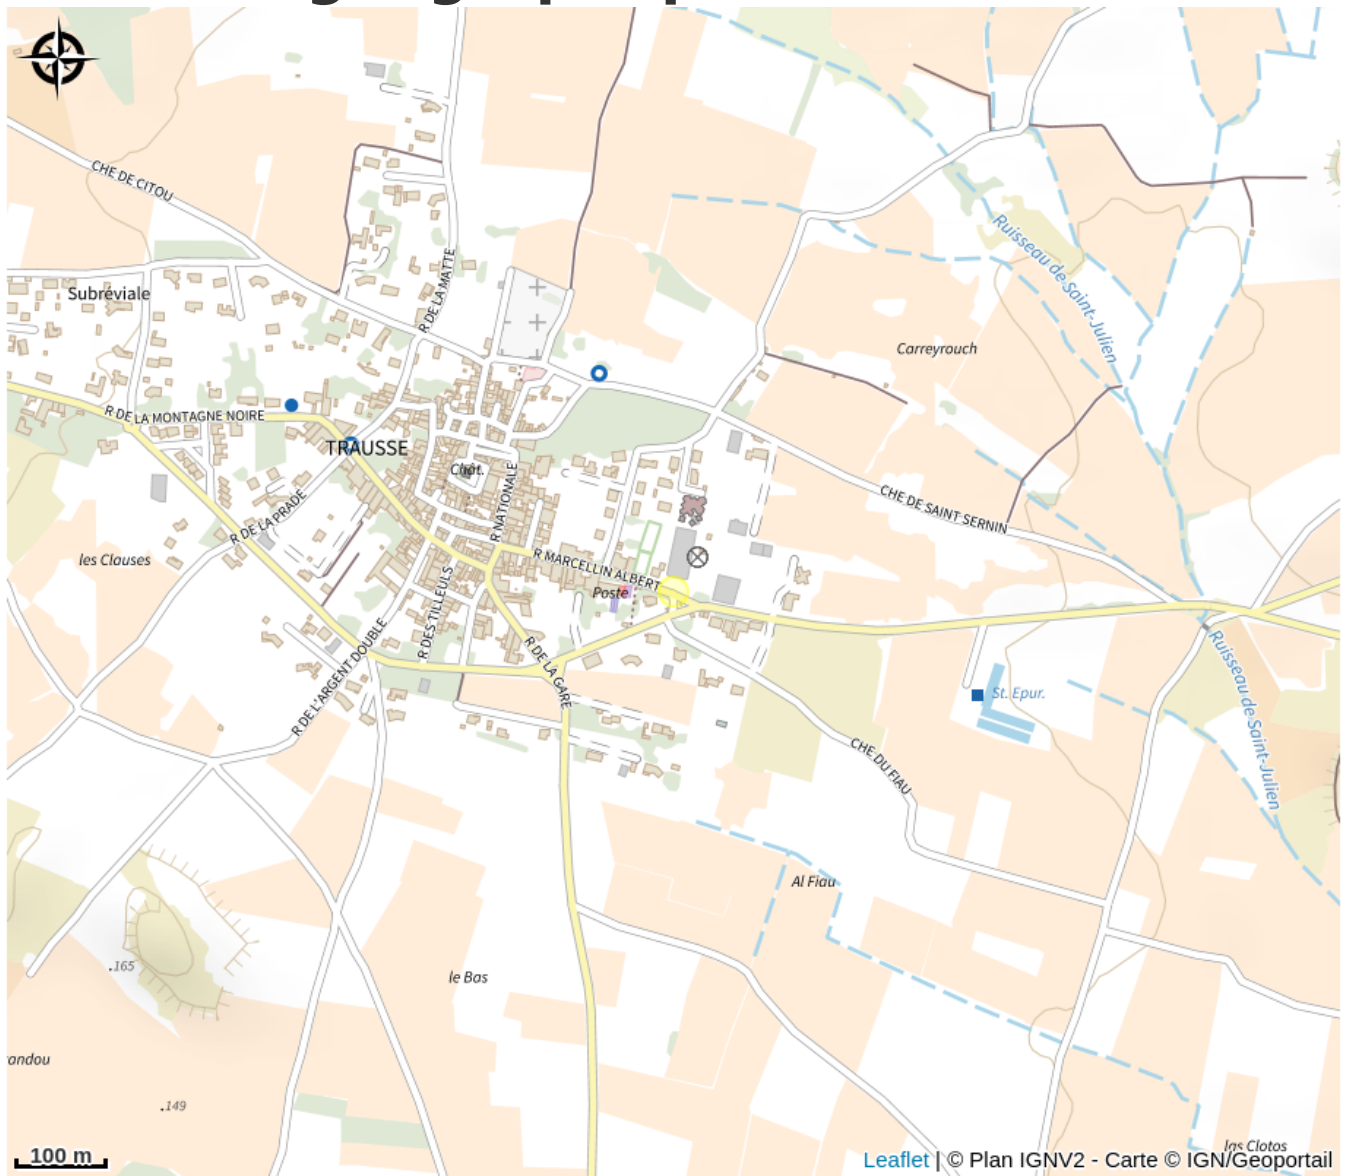 CHE DE CITOU
Subréviale
R DE LA MATTE
Ruisseau de Saint-Julien
Carreyrouch
R DE LA MONTAGNE NOIRE
TRAUSSE
Chât.
R NATIONALE
CHE DE SAINT SERNIN
R DE LA PRADE
les Clauses
R MARCELLIN ALBERT
Poste
R DES TILLEULS
R DE L'ARGENT DOUBLE
R DE LA GARE
St. Epur.
Ruisseau de Saint-Julien
CHE DU FIAU
Al Fiau
.165
le Bas
andou
.149
las Clotos
100 m
Leaflet | © Plan IGNV2 - Carte © IGN/Geoportail